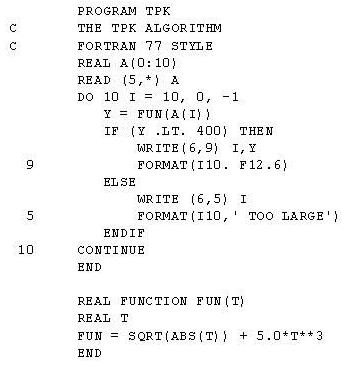 PROGRAM TPK
C THE TPK ALGORITHM
C FORTRAN 77 STYLE
REAL A(0:10)
READ (5,*) A
DO 10 I = 10, 0, -1
Y = FUN(A(I))
IF (Y .LT. 400) THEN
WRITE(6,9) I,Y
9 FORMAT(I10. F12.6)
ELSE
WRITE (6,5) I
5 FORMAT(I10,' TOO LARGE')
ENDIF
10 CONTINUE
END
REAL FUNCTION FUN(T)
REAL T
FUN = SQRT(ABS(T)) + 5.0*T**3
END